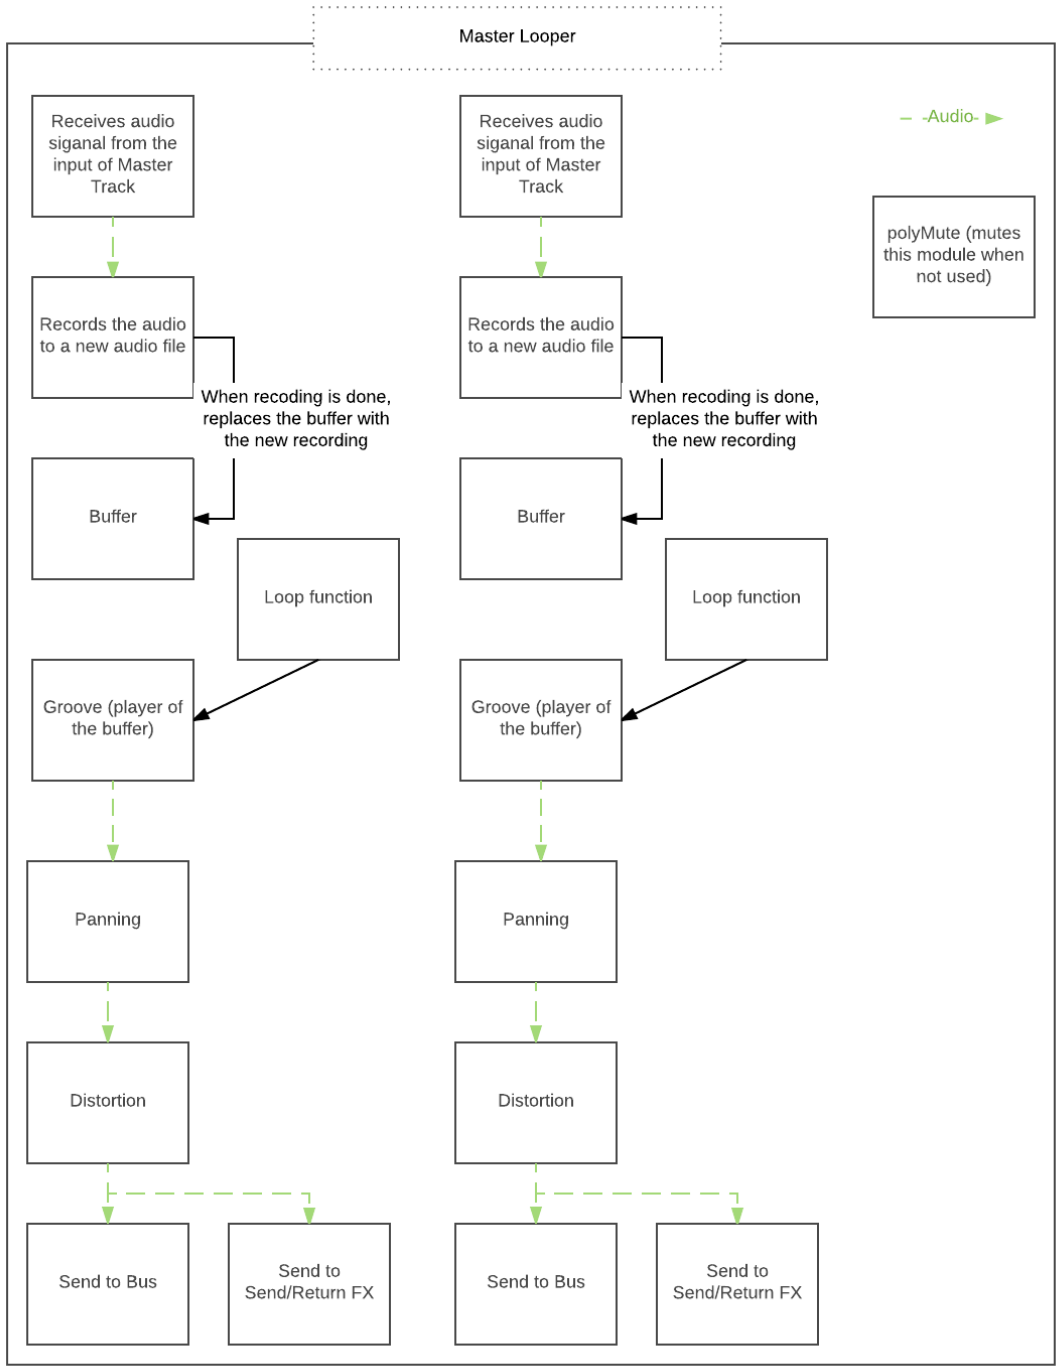 Master Looper
Receives audio
siganal from the
input of Master
Track
Records the audio
to a new audio file
When recoding is done,
replaces the buffer with
the new recording
Buffer
Loop function
Groove (player of
the buffer)
Panning
Distortion
Send to Bus
Send to
Send/Return FX
Receives audio
siganal from the
input of Master
Track
Records the audio
to a new audio file
When recoding is done,
replaces the buffer with
the new recording
Buffer
Loop function
Groove (player of
the buffer)
Panning
Distortion
Send to Bus
Send to
Send/Return FX
Audio
polyMute (mutes
this module when
not used)